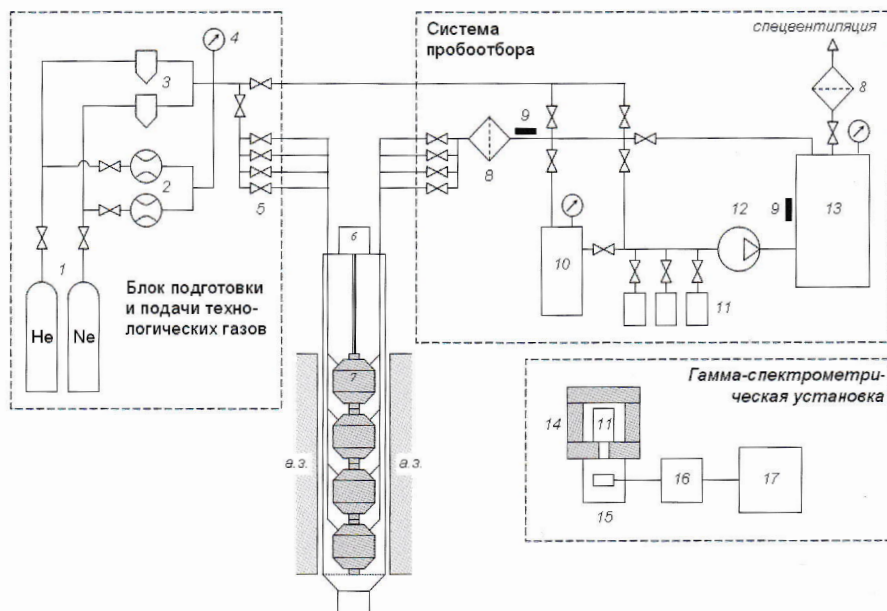 Система
пробоотбора
спецвентиляция
4
3
8
9
2
5
8
12
9
13
6
10
1
11
Блок подготовки
и подачи техно-
логических газов
He
Ne
7
Гамма-спектрометри-
ческая установка
14
11
а.з.
а.з.
16
17
15